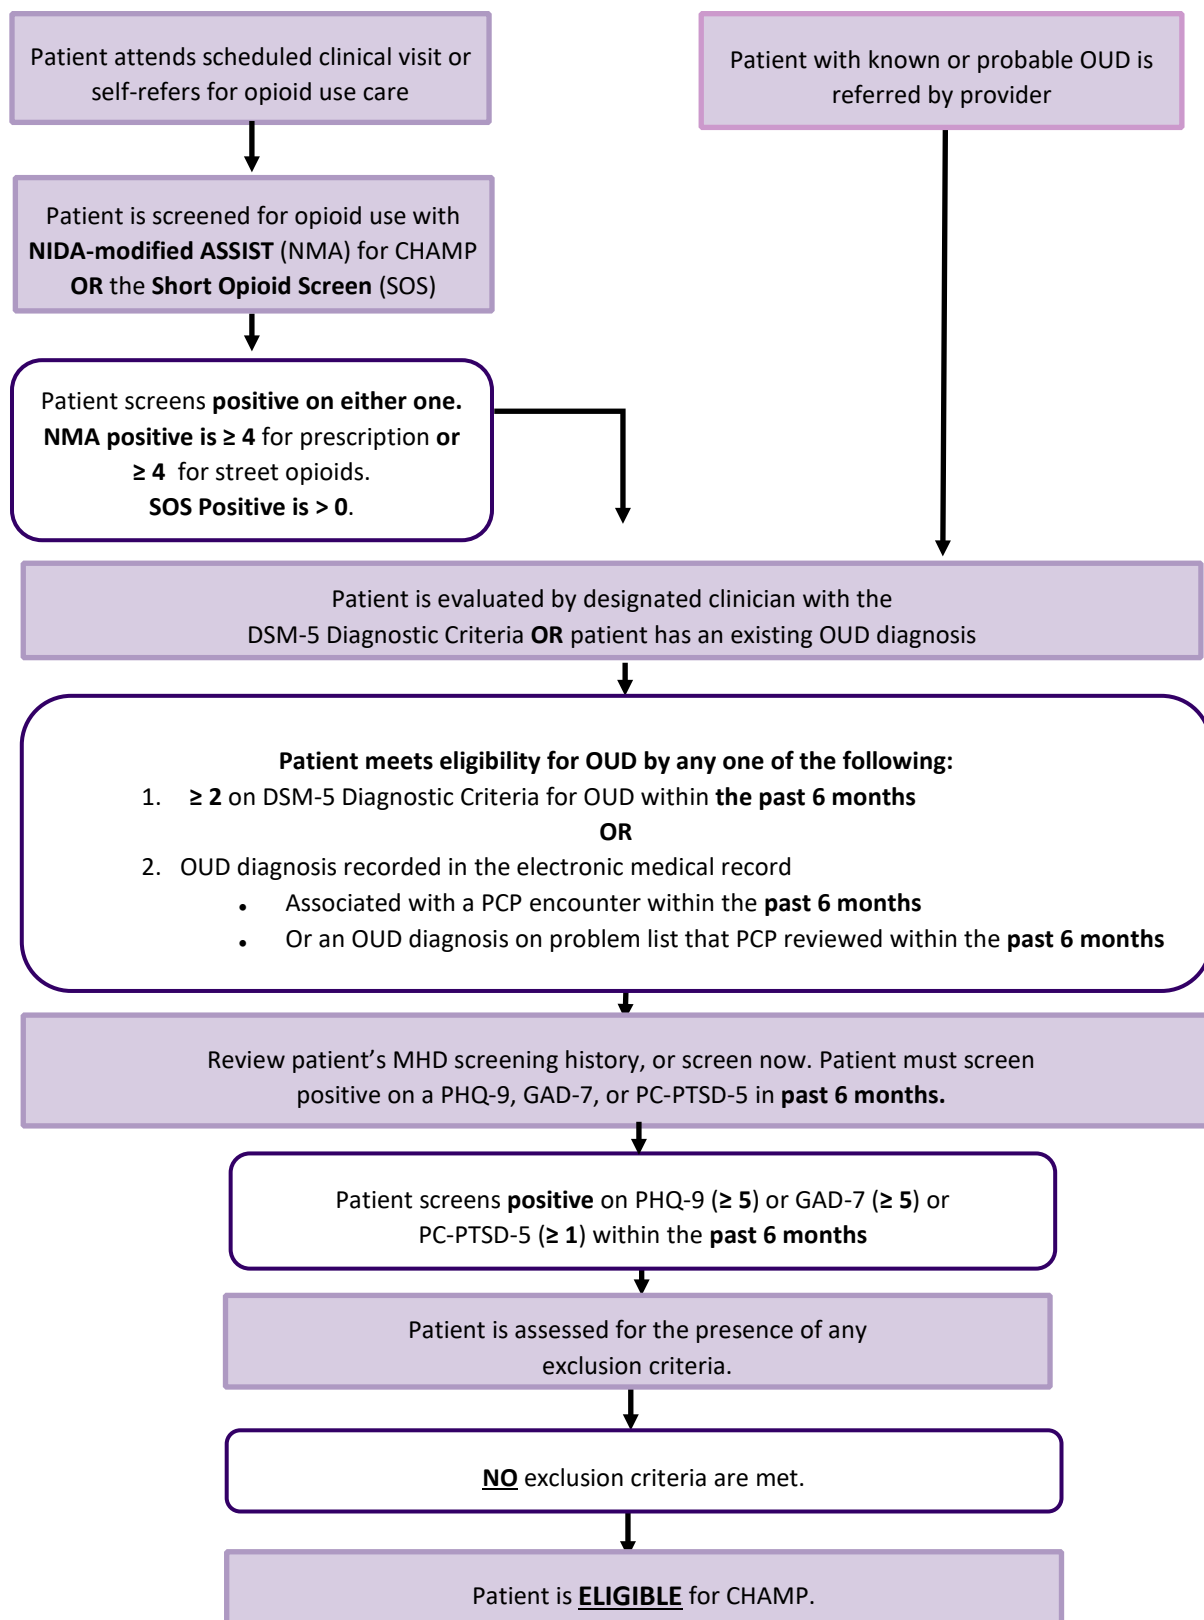 Patient attends scheduled clinical visit or
self-refers for opioid use care
Patient with known or probable OUD is
referred by provider
Patient is screened for opioid use with
NIDA-modified ASSIST (NMA) for CHAMP
OR the Short Opioid Screen (SOS)
Patient screens positive on either one.
NMA positive is ≥ 4 for prescription or
≥ 4 for street opioids.
SOS Positive is > 0.
Patient is evaluated by designated clinician with the
DSM-5 Diagnostic Criteria OR patient has an existing OUD diagnosis
Patient meets eligibility for OUD by any one of the following:
1. ≥ 2 on DSM-5 Diagnostic Criteria for OUD within the past 6 months
OR
2. OUD diagnosis recorded in the electronic medical record
• Associated with a PCP encounter within the past 6 months
• Or an OUD diagnosis on problem list that PCP reviewed within the past 6 months
Review patient’s MHD screening history, or screen now. Patient must screen
positive on a PHQ-9, GAD-7, or PC-PTSD-5 in past 6 months.
Patient screens positive on PHQ-9 (≥ 5) or GAD-7 (≥ 5) or
PC-PTSD-5 (≥ 1) within the past 6 months
Patient is assessed for the presence of any
exclusion criteria.
NO exclusion criteria are met.
Patient is ELIGIBLE for CHAMP.